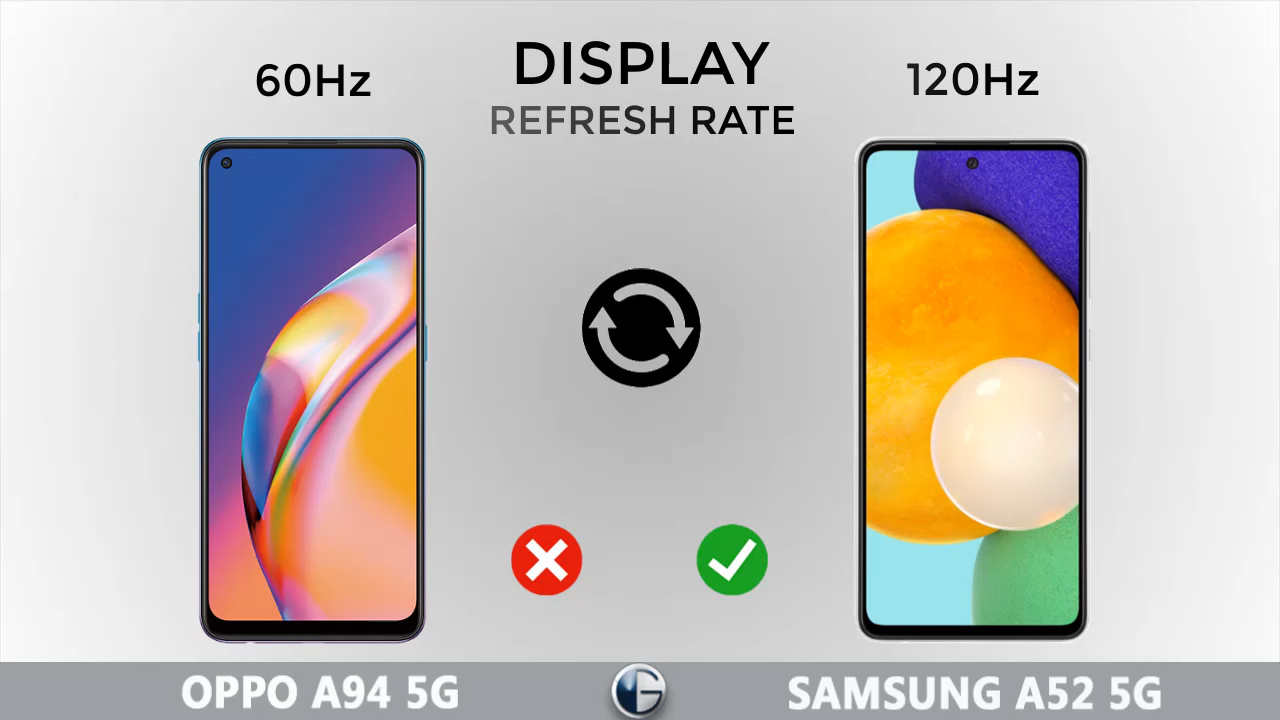 DISPLAY
REFRESH RATE
60Hz
120Hz
OPPO A94 5G
G
SAMSUNG A52 5G